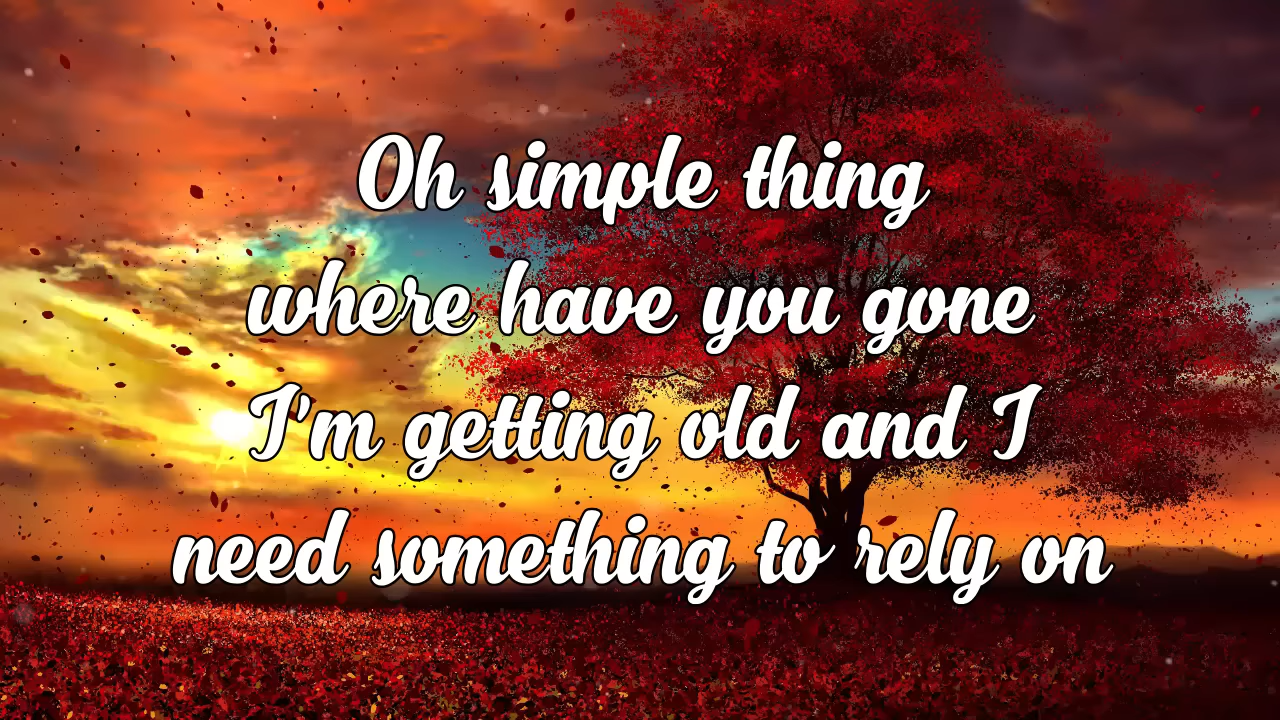 Oh simple thing
where have you gone
I'm getting old and I
need something to rely on